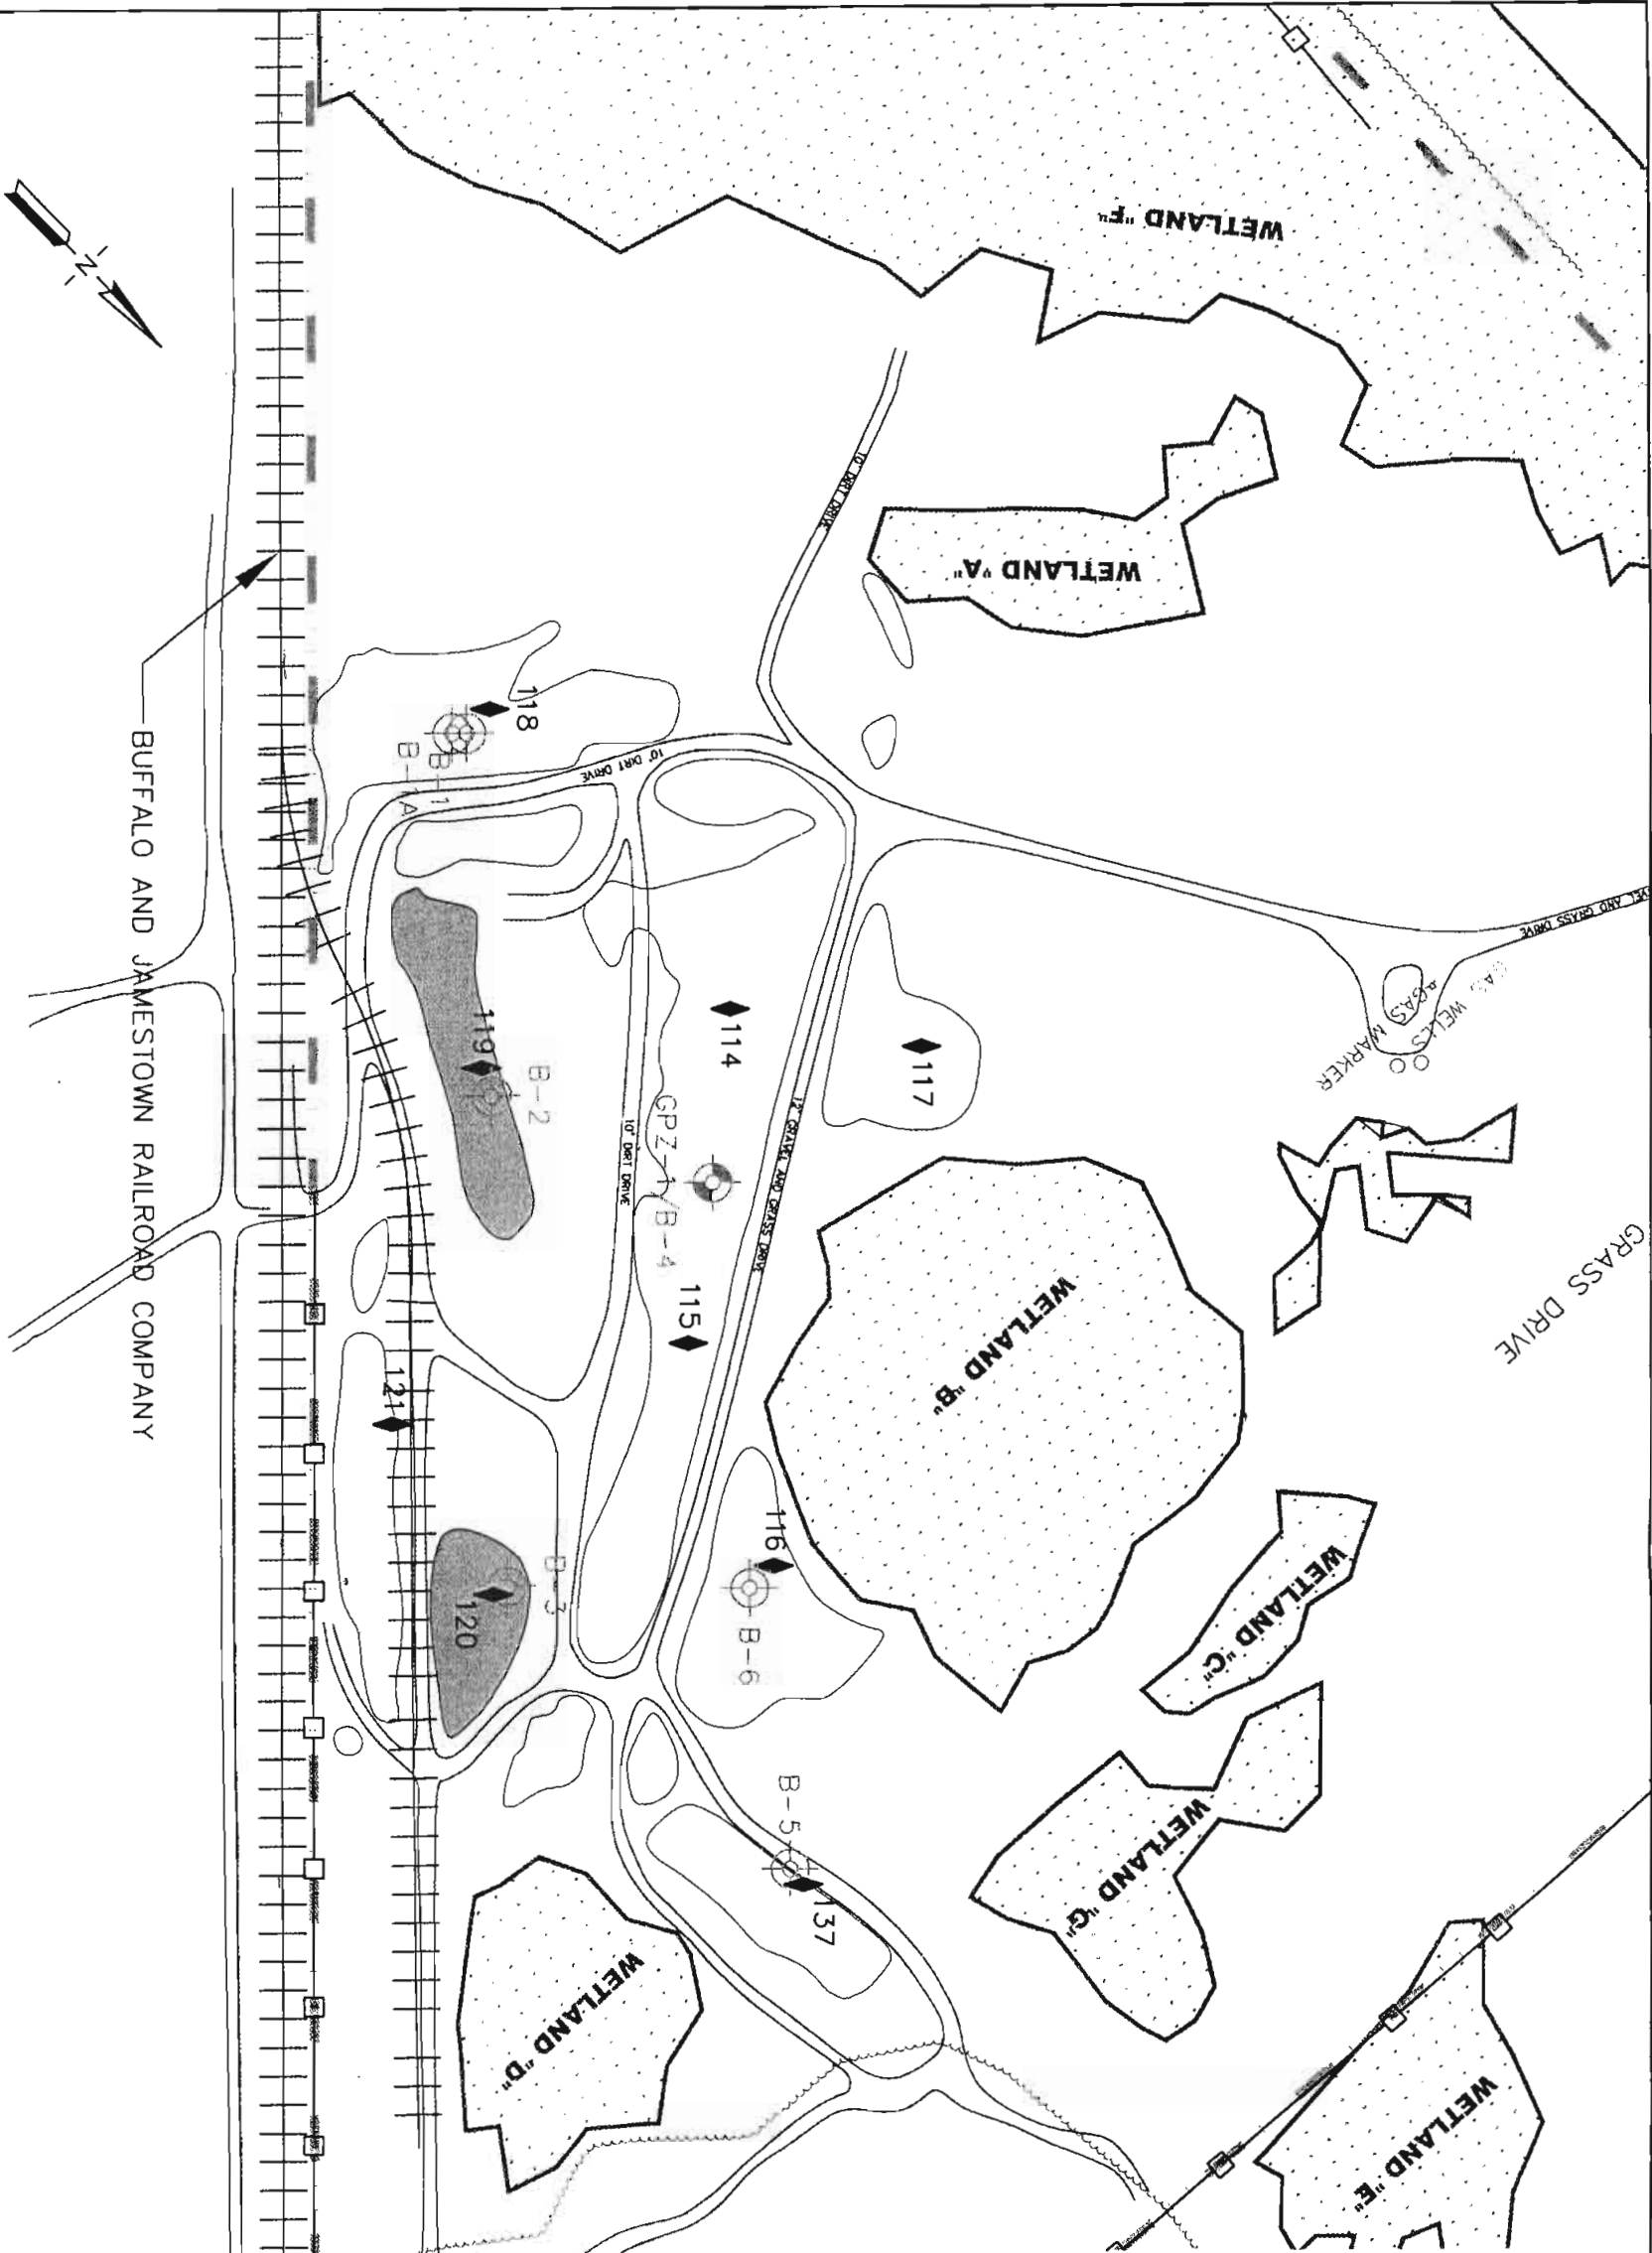 WETLAND "F"
N
10' DIRT DRIVE
WETLAND "A"
118
B-1
B-1A
10' DIRT DRIVE
GRAVEL AND GRASS DRIVE
GAS WELLS
GAS MARKER
114
117
119
B-2
GPZ-1/B-4
10' DIRT DRIVE
12' GRAVEL AND GRASS DRIVE
BUFFALO AND JAMESTOWN RAILROAD COMPANY
GRASS DRIVE
WETLAND "B"
115
121
116
B-6
B-3
120
WETLAND "C"
B-5
137
WETLAND "G"
WETLAND "D"
WETLAND "E"